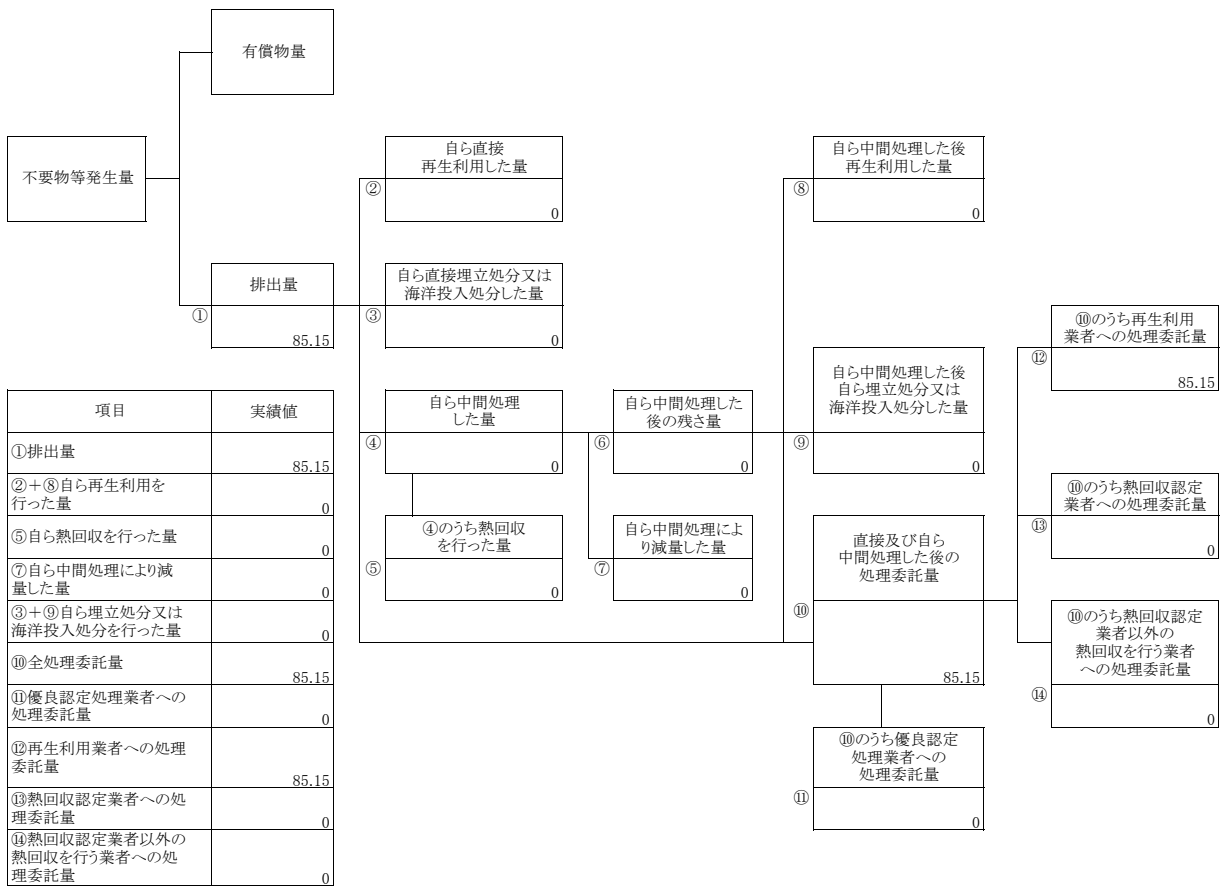 有償物量
不要物等発生量
自ら直接
再生利用した量
②
0
自ら中間処理した後
再生利用した量
⑧
0
排出量
①
85.15
自ら直接埋立処分又は
海洋投入処分した量
③
0
⑩のうち再生利用
業者への処理委託量
⑫
85.15
自ら中間処理
した量
④
0
自ら中間処理した
後の残さ量
⑥
0
自ら中間処理した後
自ら埋立処分又は
海洋投入処分した量
⑨
0
⑩のうち熱回収認定
業者への処理委託量
⑬
0
④のうち熱回収
を行った量
⑤
0
自ら中間処理によ
り減量した量
⑦
0
直接及び自ら
中間処理した後の
処理委託量
⑩
85.15
⑩のうち熱回収認定
業者以外の
熱回収を行う業者
への処理委託量
⑭
0
⑩のうち優良認定
処理業者への
処理委託量
⑪
0
項目 実績値
①排出量
85.15
②+⑧自ら再生利用を
行った量
0
⑤自ら熱回収を行った量
0
⑦自ら中間処理により減
量した量
0
③+⑨自ら埋立処分又は
海洋投入処分を行った量
0
⑩全処理委託量
85.15
⑪優良認定処理業者への
処理委託量
0
⑫再生利用業者への処理
委託量
85.15
⑬熱回収認定業者への処
理委託量
0
⑭熱回収認定業者以外の
熱回収を行う業者への処
理委託量
0